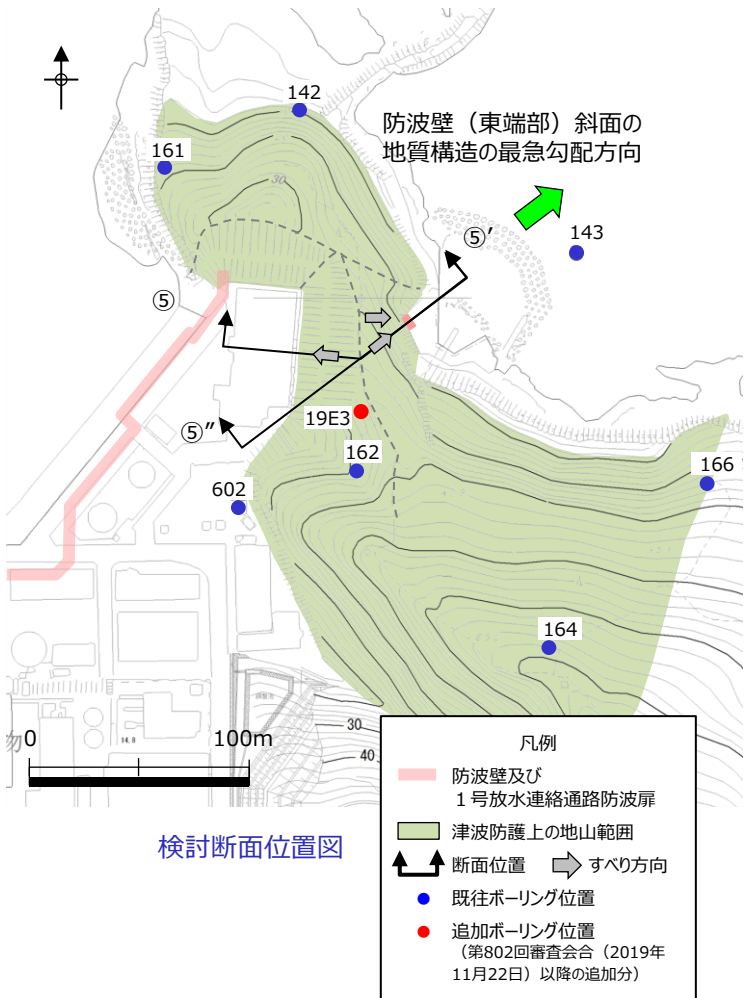 142
防波壁（東端部）斜面の
地質構造の最急勾配方向
161
30
143
⑤’
⑤
19E3
⑤”
162
166
602
164
14.8
物
0
100m
30
40
検討断面位置図
凡例
防波壁及び
１号放水連絡通路防波扉
津波防護上の地山範囲
断面位置
すべり方向
既往ボーリング位置
追加ボーリング位置
（第802回審査会合（2019年
11月22日）以降の追加分）